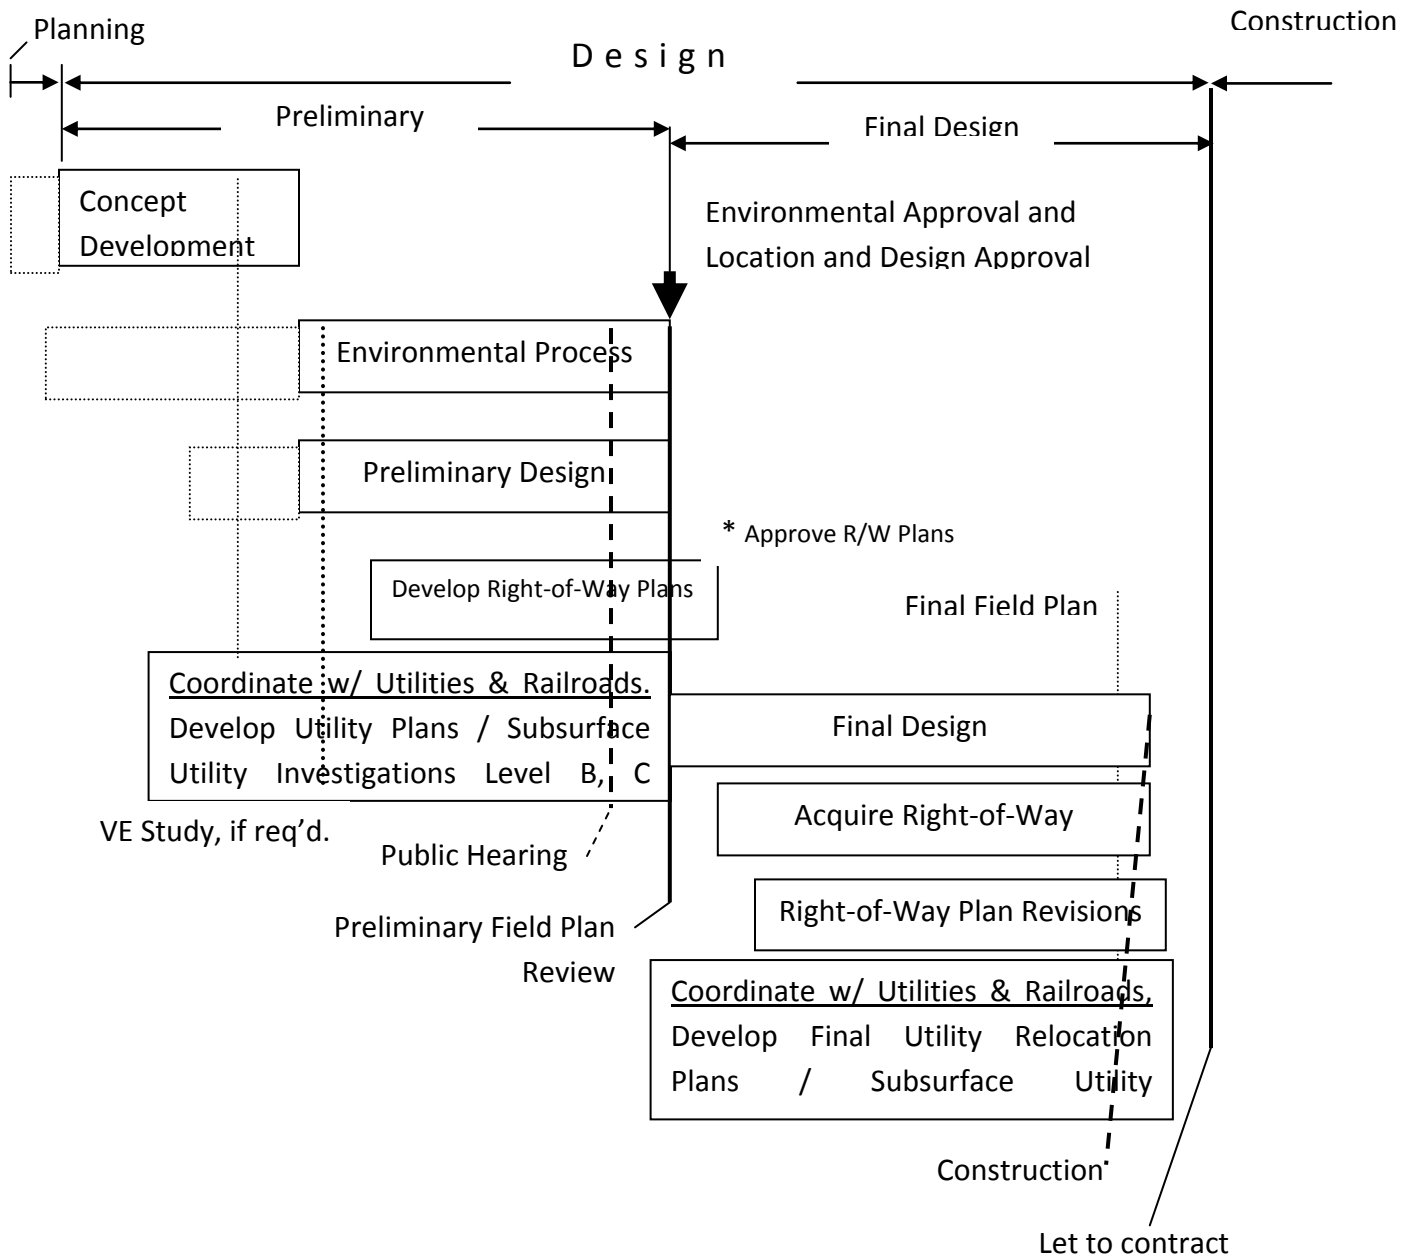 Planning
Construction
Design
Preliminary
Final Design
Concept
Development
Environmental Approval and
Location and Design Approval
Environmental Process
Preliminary Design
* Approve R/W Plans
Develop Right-of-Way Plans
Final Field Plan
Coordinate w/ Utilities & Railroads.
Develop Utility Plans / Subsurface
Utility Investigations Level B, C
Final Design
Acquire Right-of-Way
VE Study, if req'd.
Public Hearing
Right-of-Way Plan Revisions
Preliminary Field Plan
Review
Coordinate w/ Utilities & Railroads,
Develop Final Utility Relocation
Plans / Subsurface Utility
Construction
Let to contract